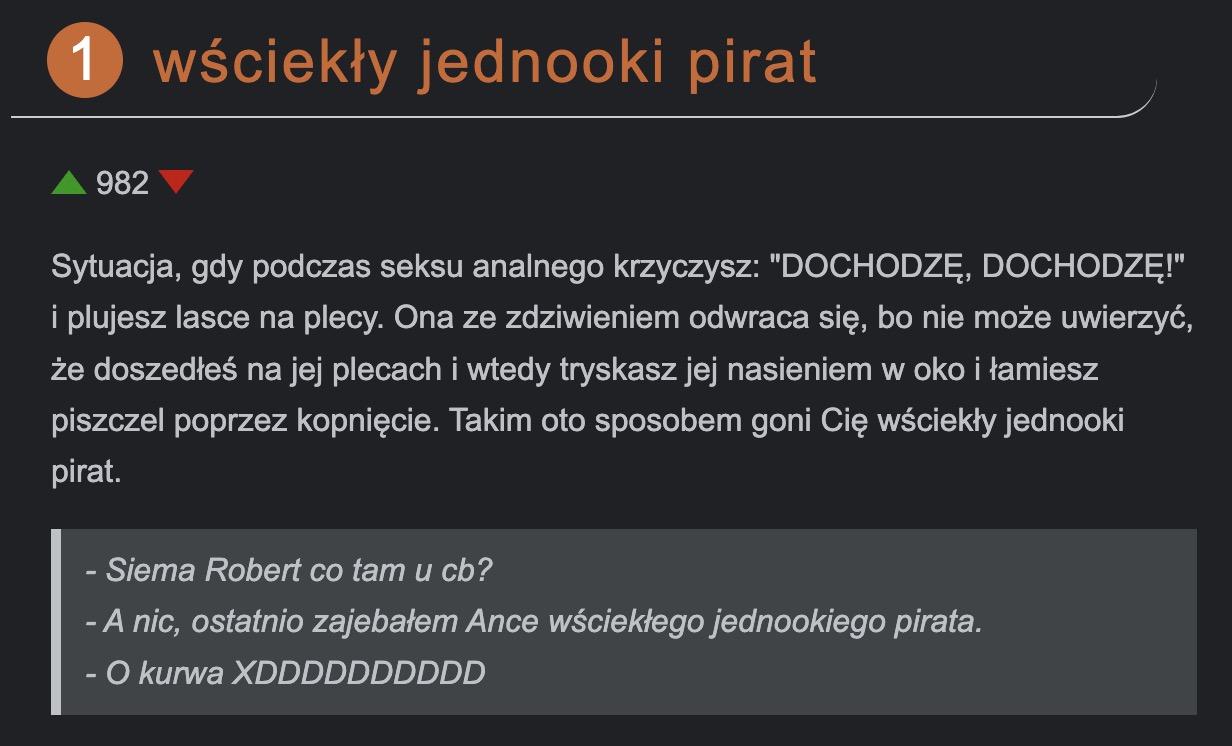 1 wściekły jednooki pirat
982
Sytuacja, gdy podczas seksu analnego krzyczysz: "DOCHODZĘ, DOCHODZĘ!"
i plujesz lasce na plecy. Ona ze zdziwieniem odwraca się, bo nie może uwierzyć,
że doszedłeś na jej plecach i wtedy tryskasz jej nasieniem w oko i łamiesz
piszczel poprzez kopnięcie. Takim oto sposobem goni Cię wściekły jednooki
pirat.
- Siema Robert co tam u cb?
- A nic, ostatnio zajebałem Ance wściekłego jednookiego pirata.
- O kurwa XDDDDDDDDDD